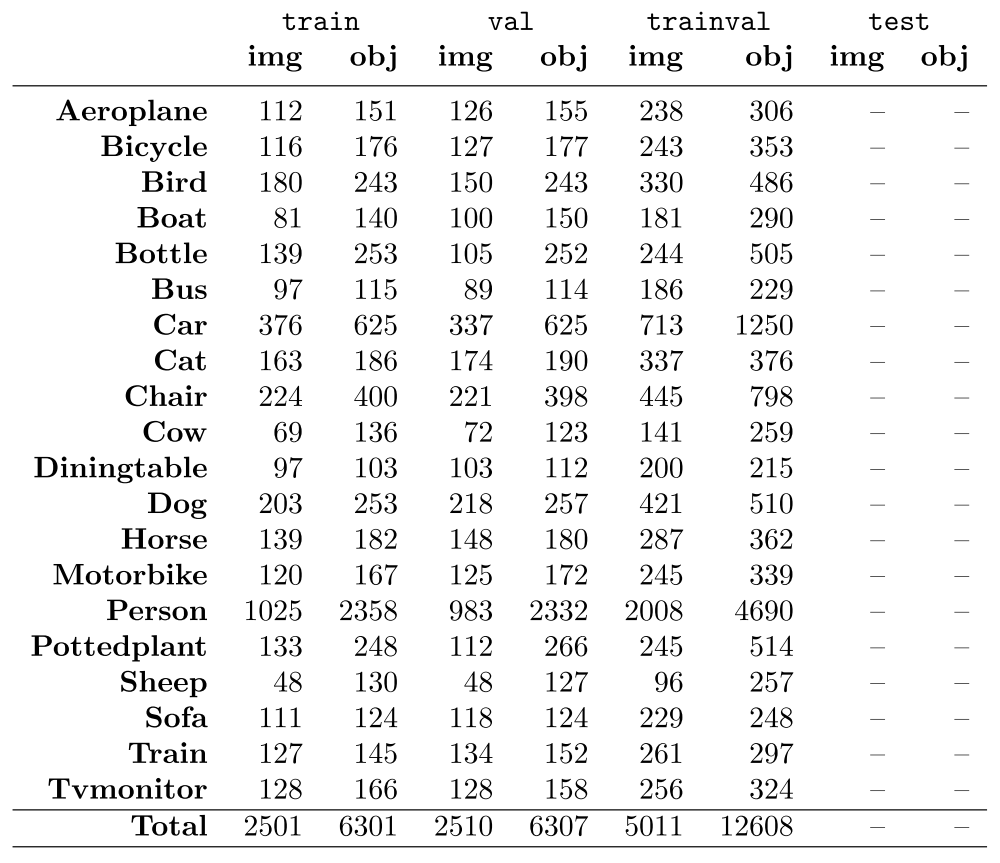 train val trainval test
img obj img obj img obj img obj
Aeroplane 112 151 126 155 238 306 – –
Bicycle 116 176 127 177 243 353 – –
Bird 180 243 150 243 330 486 – –
Boat 81 140 100 150 181 290 – –
Bottle 139 253 105 252 244 505 – –
Bus 97 115 89 114 186 229 – –
Car 376 625 337 625 713 1250 – –
Cat 163 186 174 190 337 376 – –
Chair 224 400 221 398 445 798 – –
Cow 69 136 72 123 141 259 – –
Diningtable 97 103 103 112 200 215 – –
Dog 203 253 218 257 421 510 – –
Horse 139 182 148 180 287 362 – –
Motorbike 120 167 125 172 245 339 – –
Person 1025 2358 983 2332 2008 4690 – –
Pottedplant 133 248 112 266 245 514 – –
Sheep 48 130 48 127 96 257 – –
Sofa 111 124 118 124 229 248 – –
Train 127 145 134 152 261 297 – –
Tvmonitor 128 166 128 158 256 324 – –
Total 2501 6301 2510 6307 5011 12608 – –